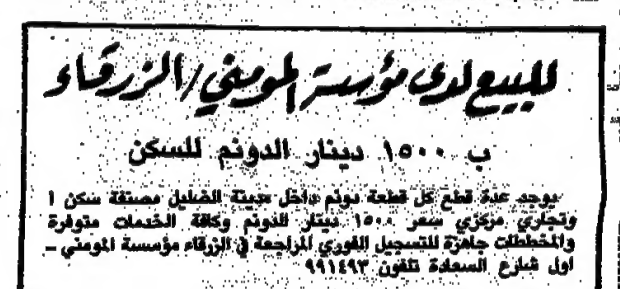 للبيع لدى مؤسسة المومني / الزرقاء
ب ١٥٠٠ دينار الدونم للسكن
يوجد عدة قطع كل قطعة دونم داخل مدينة الضليل مصنفة سكن أ
وتجاري مركزي بسعر ١٥٠٠ دينار للدونم وكافة الخدمات متوفرة
والمخططات جاهزة للتسجيل الفوري المراجعة في الزرقاء مؤسسة المومني -
اول شارع السعادة تلفون ٩٩١٤٩٣